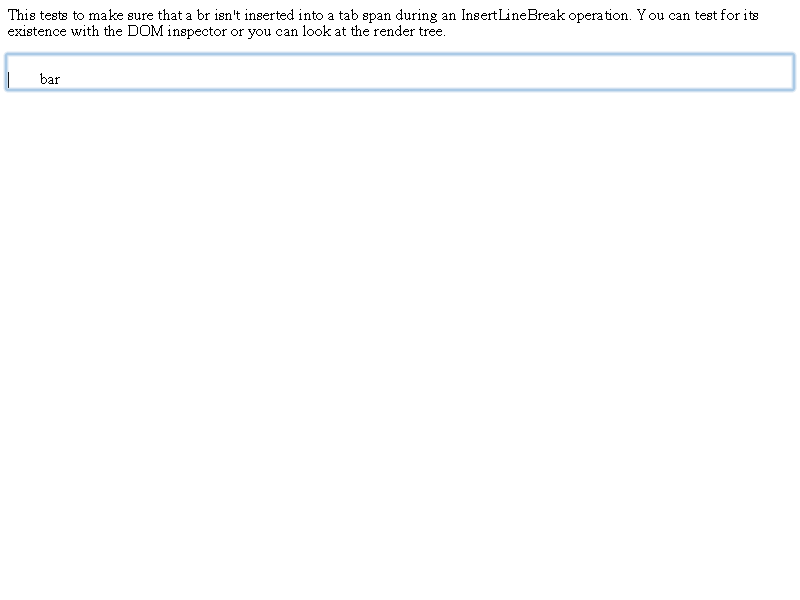 This tests to make sure that a br isn't inserted into a tab span during an InsertLineBreak operation. You can test for its
existence with the DOM inspector or you can look at the render tree.
bar